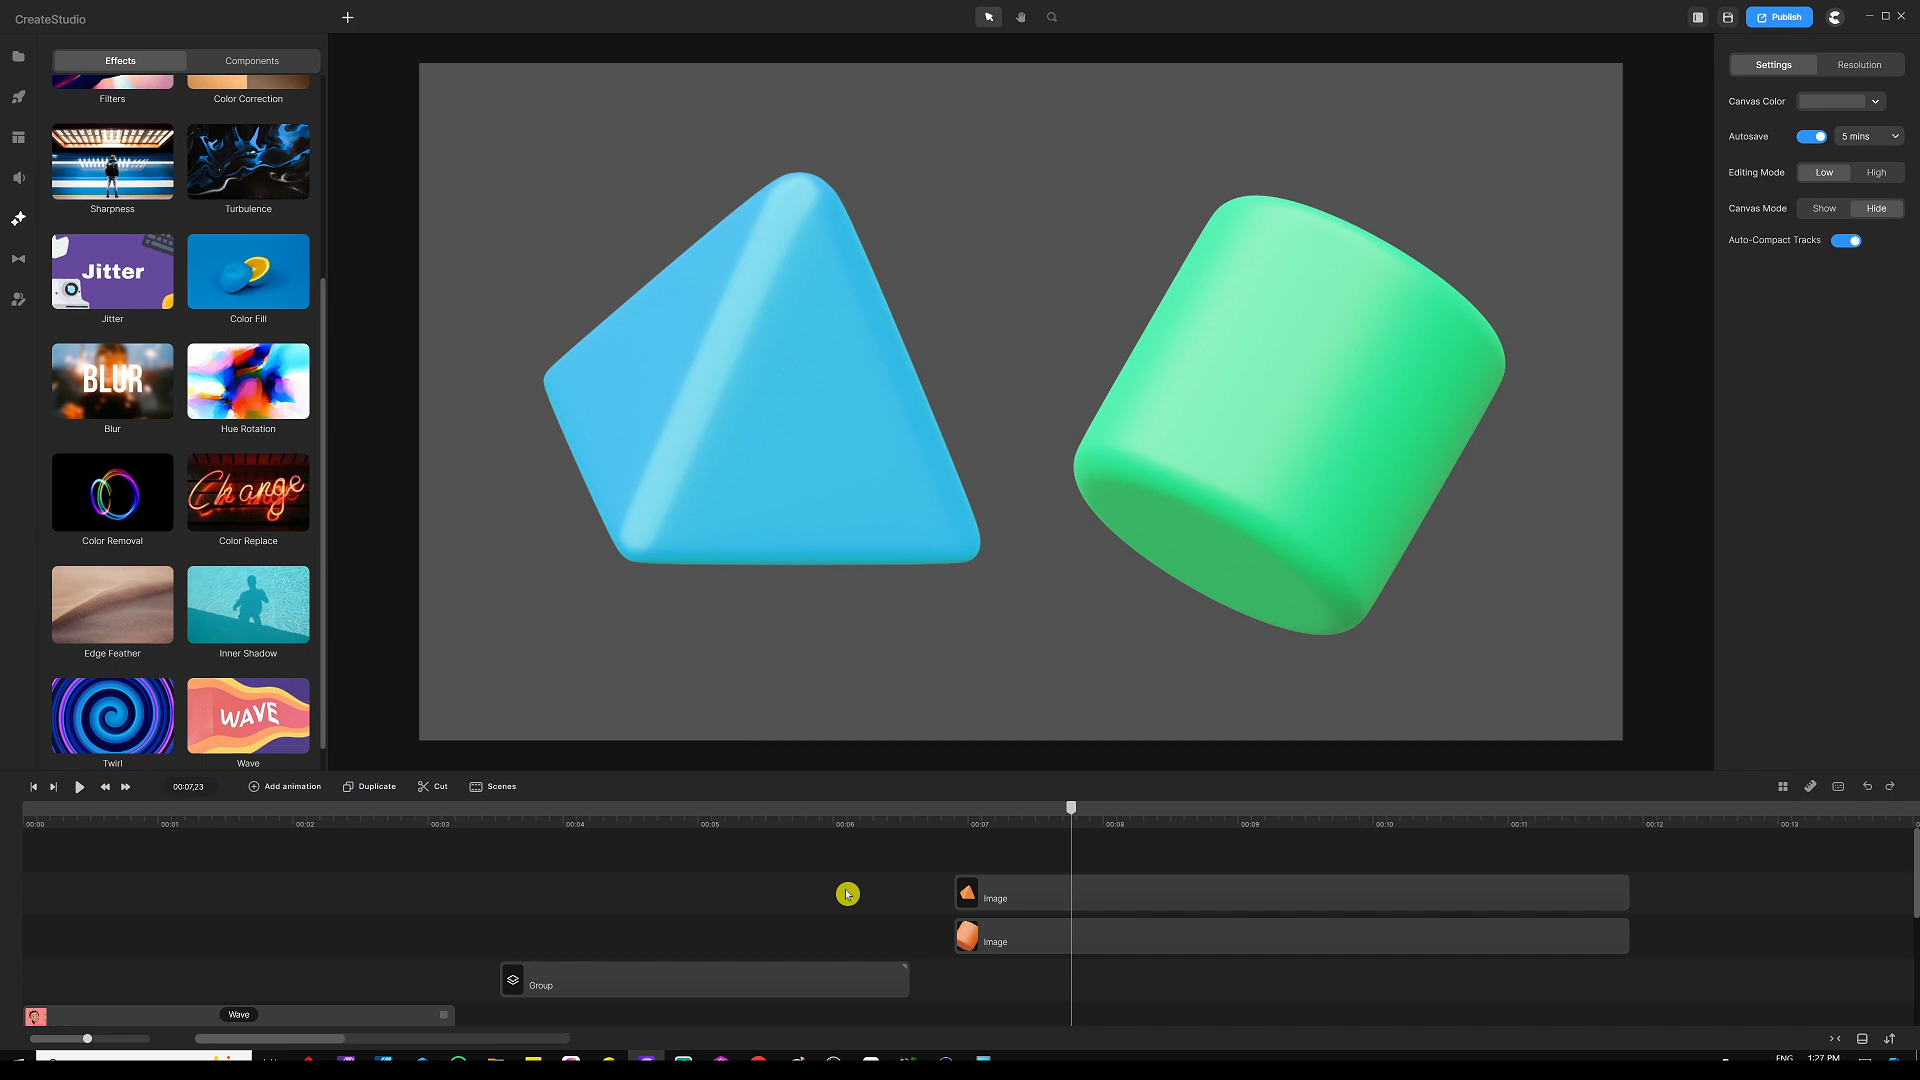 CreateStudio
Publish
Effects
Components
Settings
Resolution
Filters
Color Correction
Canvas Color
Autosave
5 mins
Editing Mode
Low
High
Sharpness
Turbulence
Canvas Mode
Show
Hide
Auto-Compact Tracks
Jitter
Jitter
Color Fill
BLUR
Blur
Hue Rotation
Change
Color Removal
Color Replace
Edge Feather
Inner Shadow
WAVE
Twirl
Wave
00:07,23
Add animation
Duplicate
Cut
Scenes
00:00
00:01
00:02
00:03
00:04
00:05
00:06
00:07
00:08
00:09
00:10
00:11
00:12
00:13
Image
Image
Group
Wave
ENG
1:27 PM